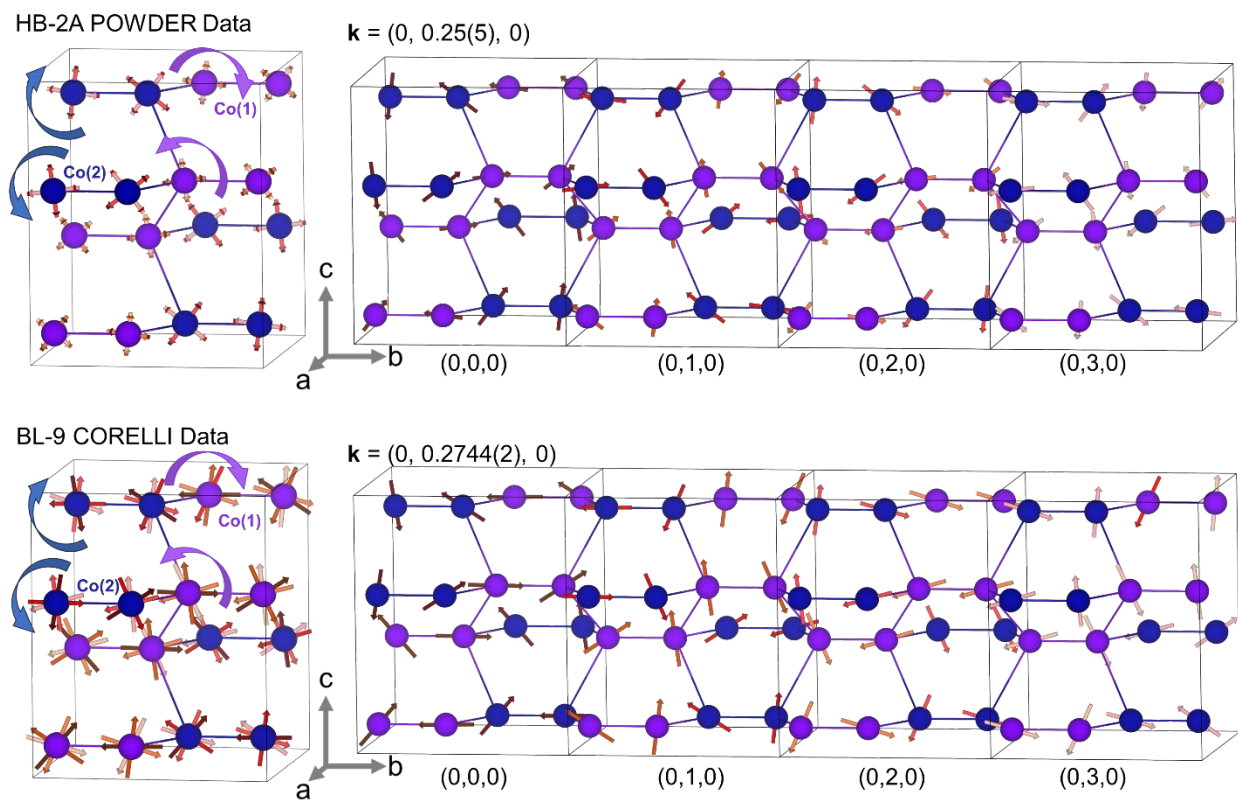 HB-2A POWDER Data
k = (0, 0.25(5), 0)
Co(1)
Co(2)
c
b
a
(0,0,0)
(0,1,0)
(0,2,0)
(0,3,0)
BL-9 CORELLI Data
k = (0, 0.2744(2), 0)
Co(1)
Co(2)
c
b
a
(0,0,0)
(0,1,0)
(0,2,0)
(0,3,0)